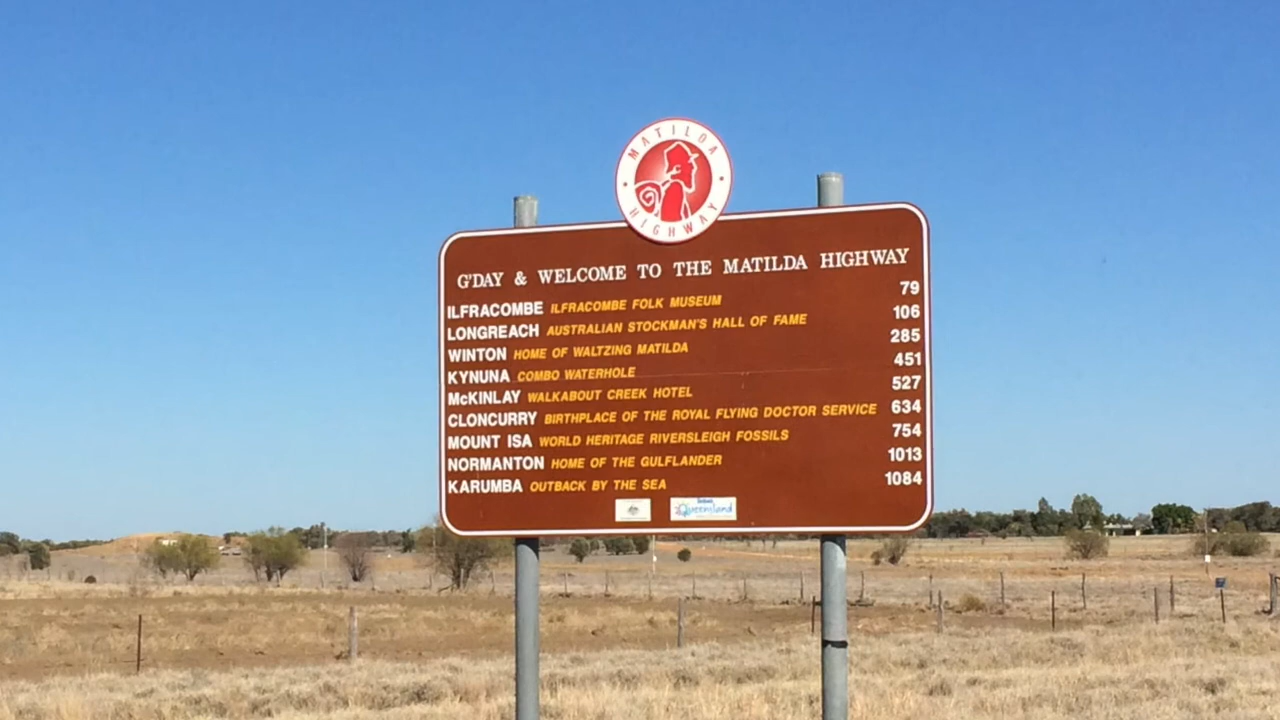 MATILDA
HIGHWAY
G'DAY & WELCOME TO THE MATILDA HIGHWAY
ILFRACOMBE ILFRACOMBE FOLK MUSEUM 79
LONGREACH AUSTRALIAN STOCKMAN'S HALL OF FAME 106
WINTON HOME OF WALTZING MATILDA 285
KYNUNA COMBO WATERHOLE 451
McKINLAY WALKABOUT CREEK HOTEL 527
CLONCURRY BIRTHPLACE OF THE ROYAL FLYING DOCTOR SERVICE 634
MOUNT ISA WORLD HERITAGE RIVERSLEIGH FOSSILS 754
NORMANTON HOME OF THE GULFLANDER 1013
KARUMBA OUTBACK BY THE SEA 1084
Queensland